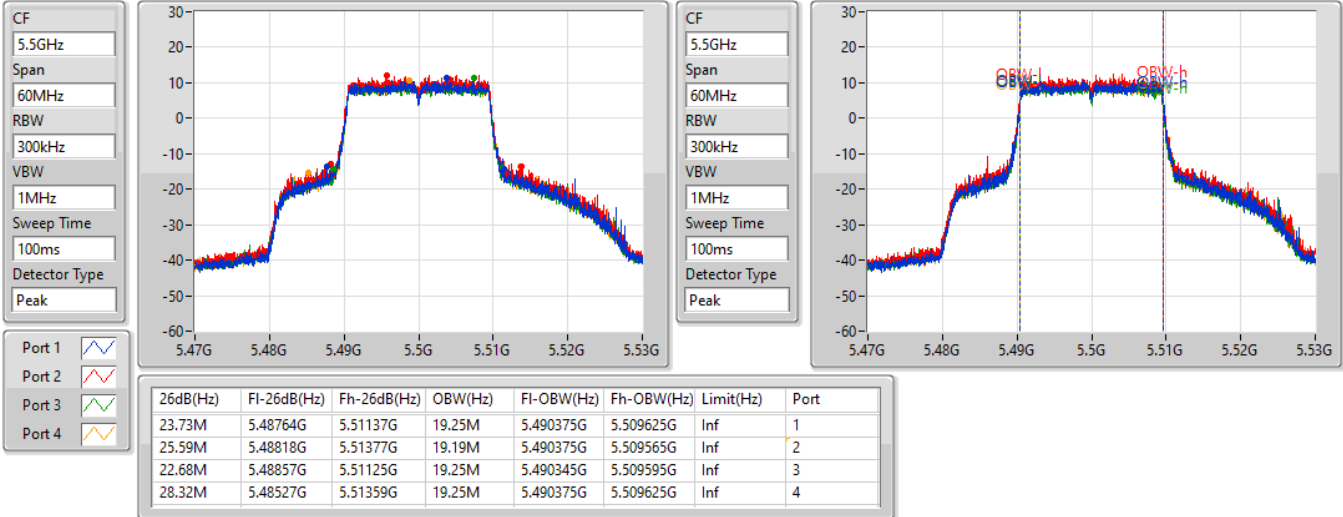 CF
5.5GHz
Span
60MHz
RBW
300kHz
VBW
1MHz
Sweep Time
100ms
Detector Type
Peak
30
20
10
0
-10
-20
-30
-40
-50
-60
5.47G 5.48G 5.49G 5.5G 5.51G 5.52G 5.53G
CF
5.5GHz
Span
60MHz
RBW
300kHz
VBW
1MHz
Sweep Time
100ms
Detector Type
Peak
30
20
10
0
-10
-20
-30
-40
-50
-60
OBW-l
OBW-h
5.47G 5.48G 5.49G 5.5G 5.51G 5.52G 5.53G
Port 1
Port 2
Port 3
Port 4
26dB(Hz) Fl-26dB(Hz) Fh-26dB(Hz) OBW(Hz) Fl-OBW(Hz) Fh-OBW(Hz) Limit(Hz) Port
23.73M 5.48764G 5.51137G 19.25M 5.490375G 5.509625G Inf 1
25.59M 5.48818G 5.51377G 19.19M 5.490375G 5.509565G Inf 2
22.68M 5.48857G 5.51125G 19.25M 5.490345G 5.509595G Inf 3
28.32M 5.48527G 5.51359G 19.25M 5.490375G 5.509625G Inf 4